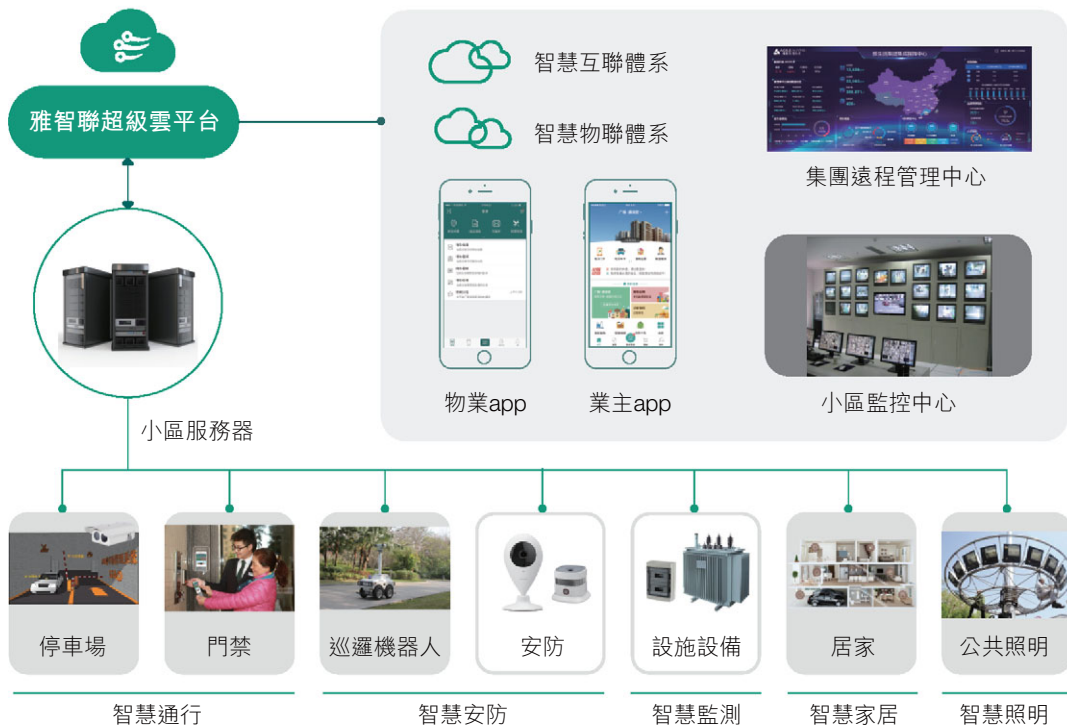 雅智聯超級雲平台
智慧互聯體系
智慧物聯體系
集團遠程管理中心
物業app
業主app
小區監控中心
小區服務器
停車場
門禁
巡邏機器人
安防
設施設備
居家
公共照明
智慧通行
智慧安防
智慧監測
智慧家居
智慧照明